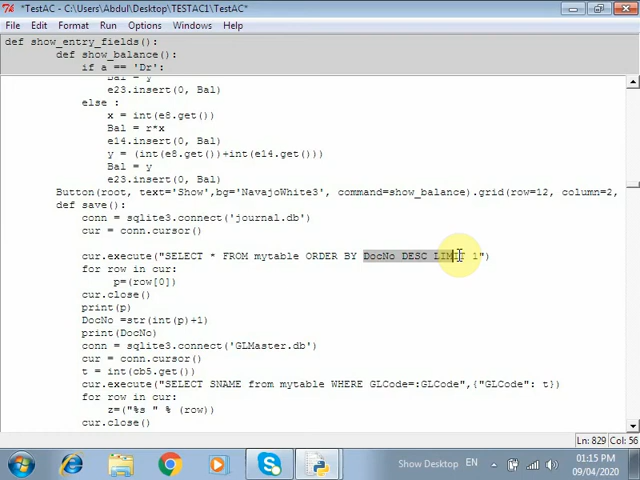 *TestAC - C:\Users\Abdul\Desktop\TESTAC1\TestAC*
File Edit Format Run Options Windows Help
def show_entry_fields():
def show_balance():
if a == 'Dr':
Bal = y
e23.insert(0, Bal)
else :
x = int(e8.get())
Bal = r*x
e14.insert(0, Bal)
y = (int(e8.get())+int(e14.get()))
Bal = y
e23.insert(0, Bal)
Button(root, text='Show',bg='NavajoWhite3', command=show_balance).grid(row=12, column=2,
def save():
conn = sqlite3.connect('journal.db')
cur = conn.cursor()
cur.execute("SELECT * FROM mytable ORDER BY DocNo DESC LIMIT 1")
for row in cur:
p=(row[0])
cur.close()
print(p)
DocNo =str(int(p)+1)
print(DocNo)
conn = sqlite3.connect('GLMaster.db')
cur = conn.cursor()
t = int(cb5.get())
cur.execute("SELECT SNAME from mytable WHERE GLCode=:GLCode",{"GLCode": t})
for row in cur:
z=("%s " % (row))
cur.close()
Ln: 829 Col: 56
Show Desktop EN 01:15 PM
09/04/2020